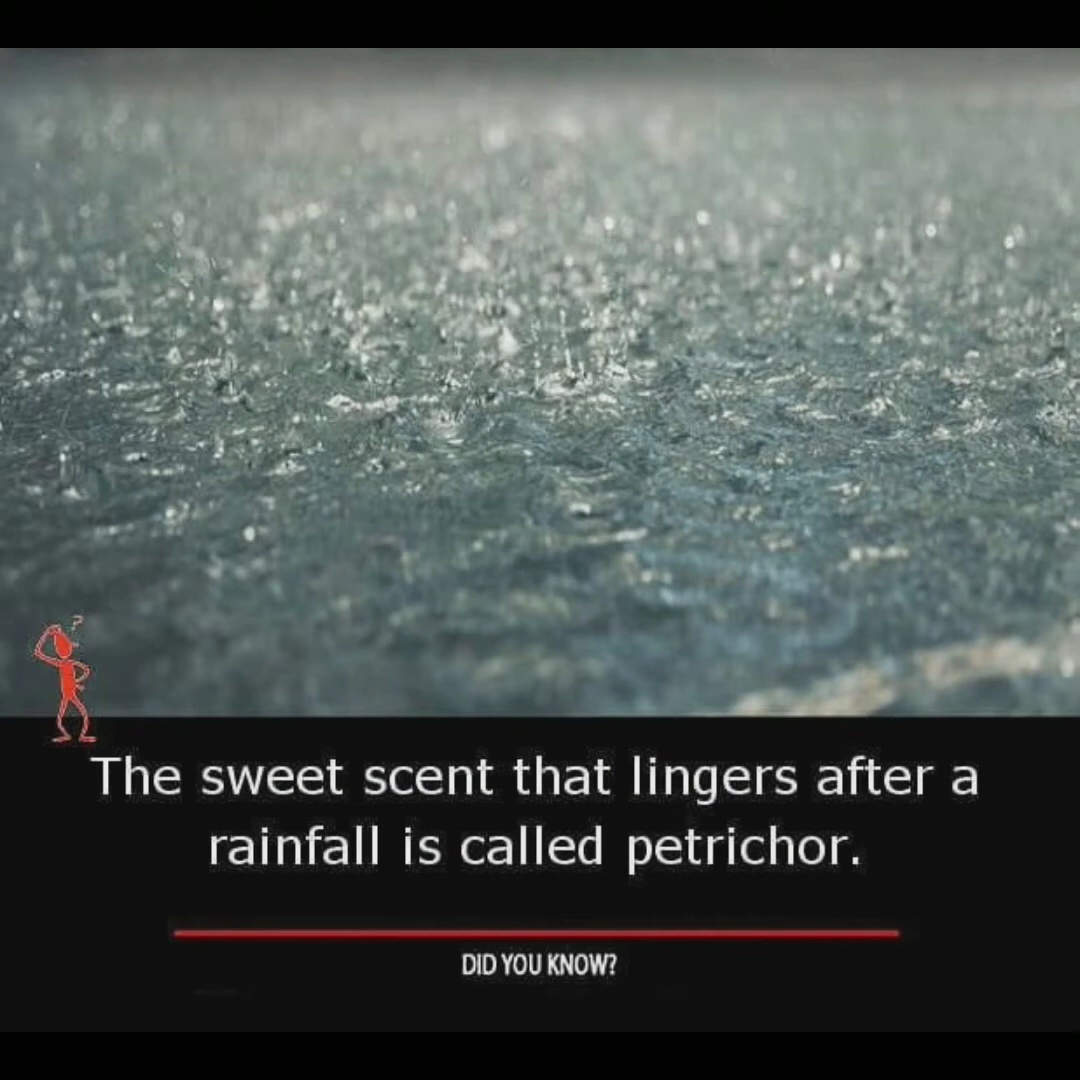 ?
The sweet scent that lingers after a
rainfall is called petrichor.
DID YOU KNOW?